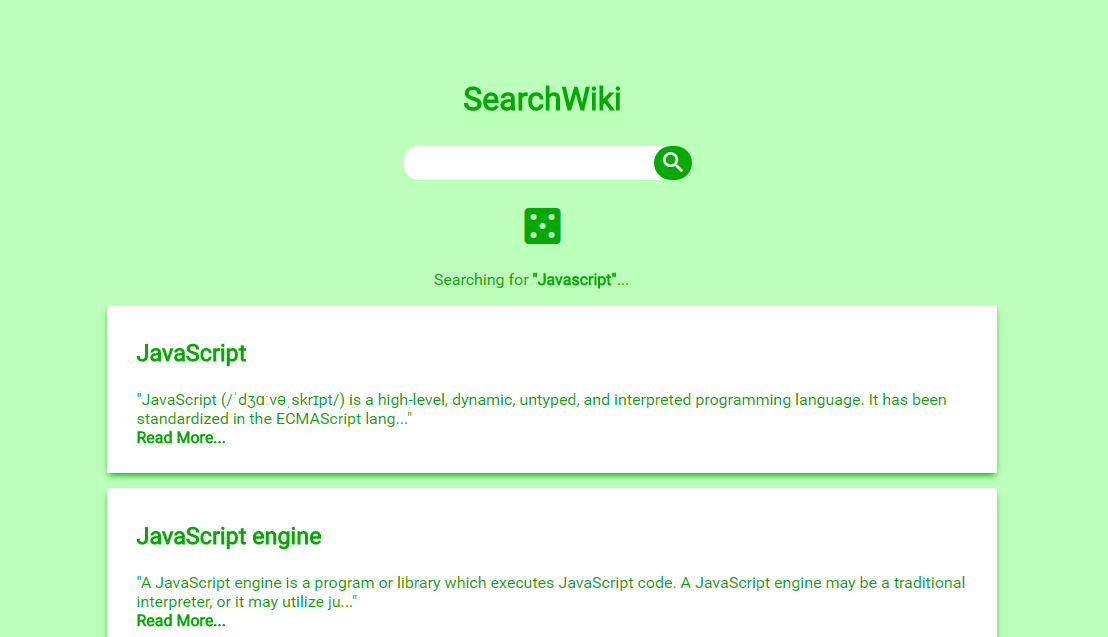 SearchWiki
Searching for "Javascript"...
JavaScript
"JavaScript (/ˈdʒɑːvəˌskrɪpt/) is a high-level, dynamic, untyped, and interpreted programming language. It has been
standardized in the ECMAScript lang..."
Read More...
JavaScript engine
"A JavaScript engine is a program or library which executes JavaScript code. A JavaScript engine may be a traditional
interpreter, or it may utilize ju..."
Read More...